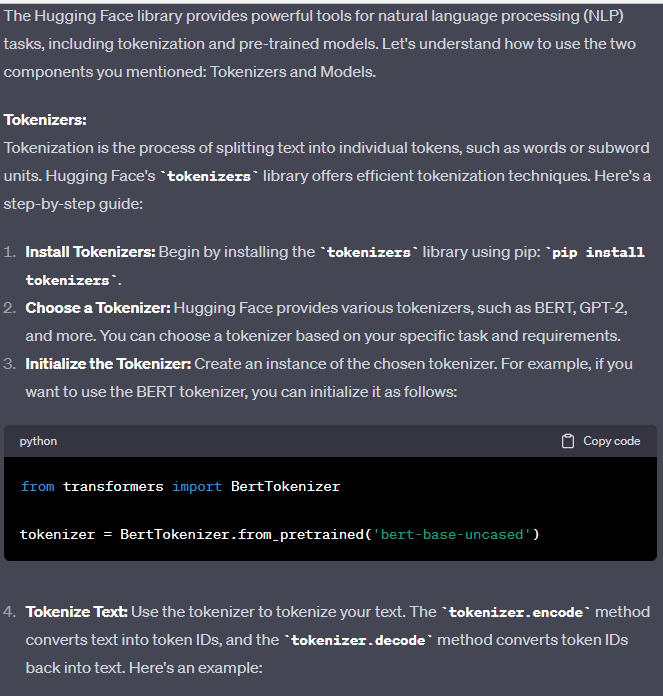 The Hugging Face library provides powerful tools for natural language processing (NLP)
tasks, including tokenization and pre-trained models. Let's understand how to use the two
components you mentioned: Tokenizers and Models.
Tokenizers:
Tokenization is the process of splitting text into individual tokens, such as words or subword
units. Hugging Face's `tokenizers` library offers efficient tokenization techniques. Here's a
step-by-step guide:
1. Install Tokenizers: Begin by installing the `tokenizers` library using pip: `pip install
tokenizers`.
2. Choose a Tokenizer: Hugging Face provides various tokenizers, such as BERT, GPT-2,
and more. You can choose a tokenizer based on your specific task and requirements.
3. Initialize the Tokenizer: Create an instance of the chosen tokenizer. For example, if you
want to use the BERT tokenizer, you can initialize it as follows:
python Copy code
from transformers import BertTokenizer
tokenizer = BertTokenizer.from_pretrained('bert-base-uncased')
4. Tokenize Text: Use the tokenizer to tokenize your text. The `tokenizer.encode` method
converts text into token IDs, and the `tokenizer.decode` method converts token IDs
back into text. Here's an example: